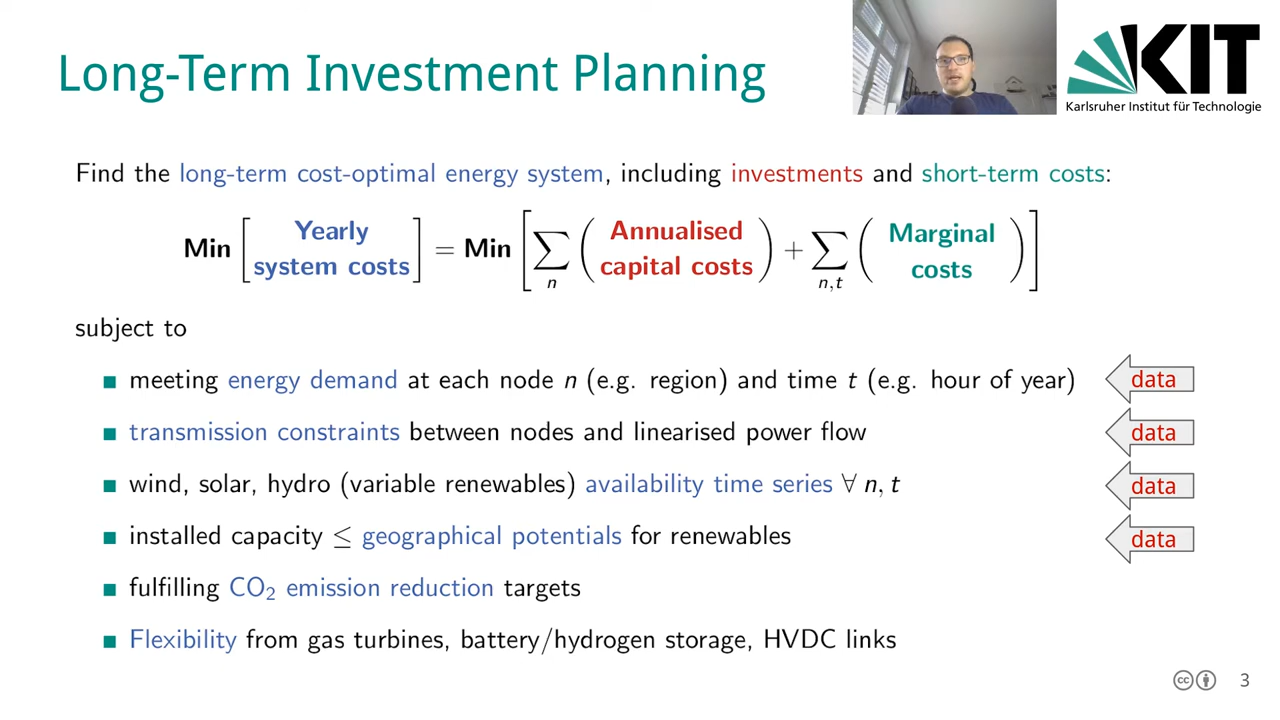 Long-Term Investment Planning
KIT
Karlsruher Institut für Technologie
Find the long-term cost-optimal energy system, including investments and short-term costs:
Min [ Yearly system costs ] = Min [ ∑n ( Annualised capital costs ) + ∑n,t ( Marginal costs ) ]
subject to
■ meeting energy demand at each node n (e.g. region) and time t (e.g. hour of year)
data
■ transmission constraints between nodes and linearised power flow
data
■ wind, solar, hydro (variable renewables) availability time series ∀ n, t
data
■ installed capacity ≤ geographical potentials for renewables
data
■ fulfilling CO₂ emission reduction targets
■ Flexibility from gas turbines, battery/hydrogen storage, HVDC links
cc
3